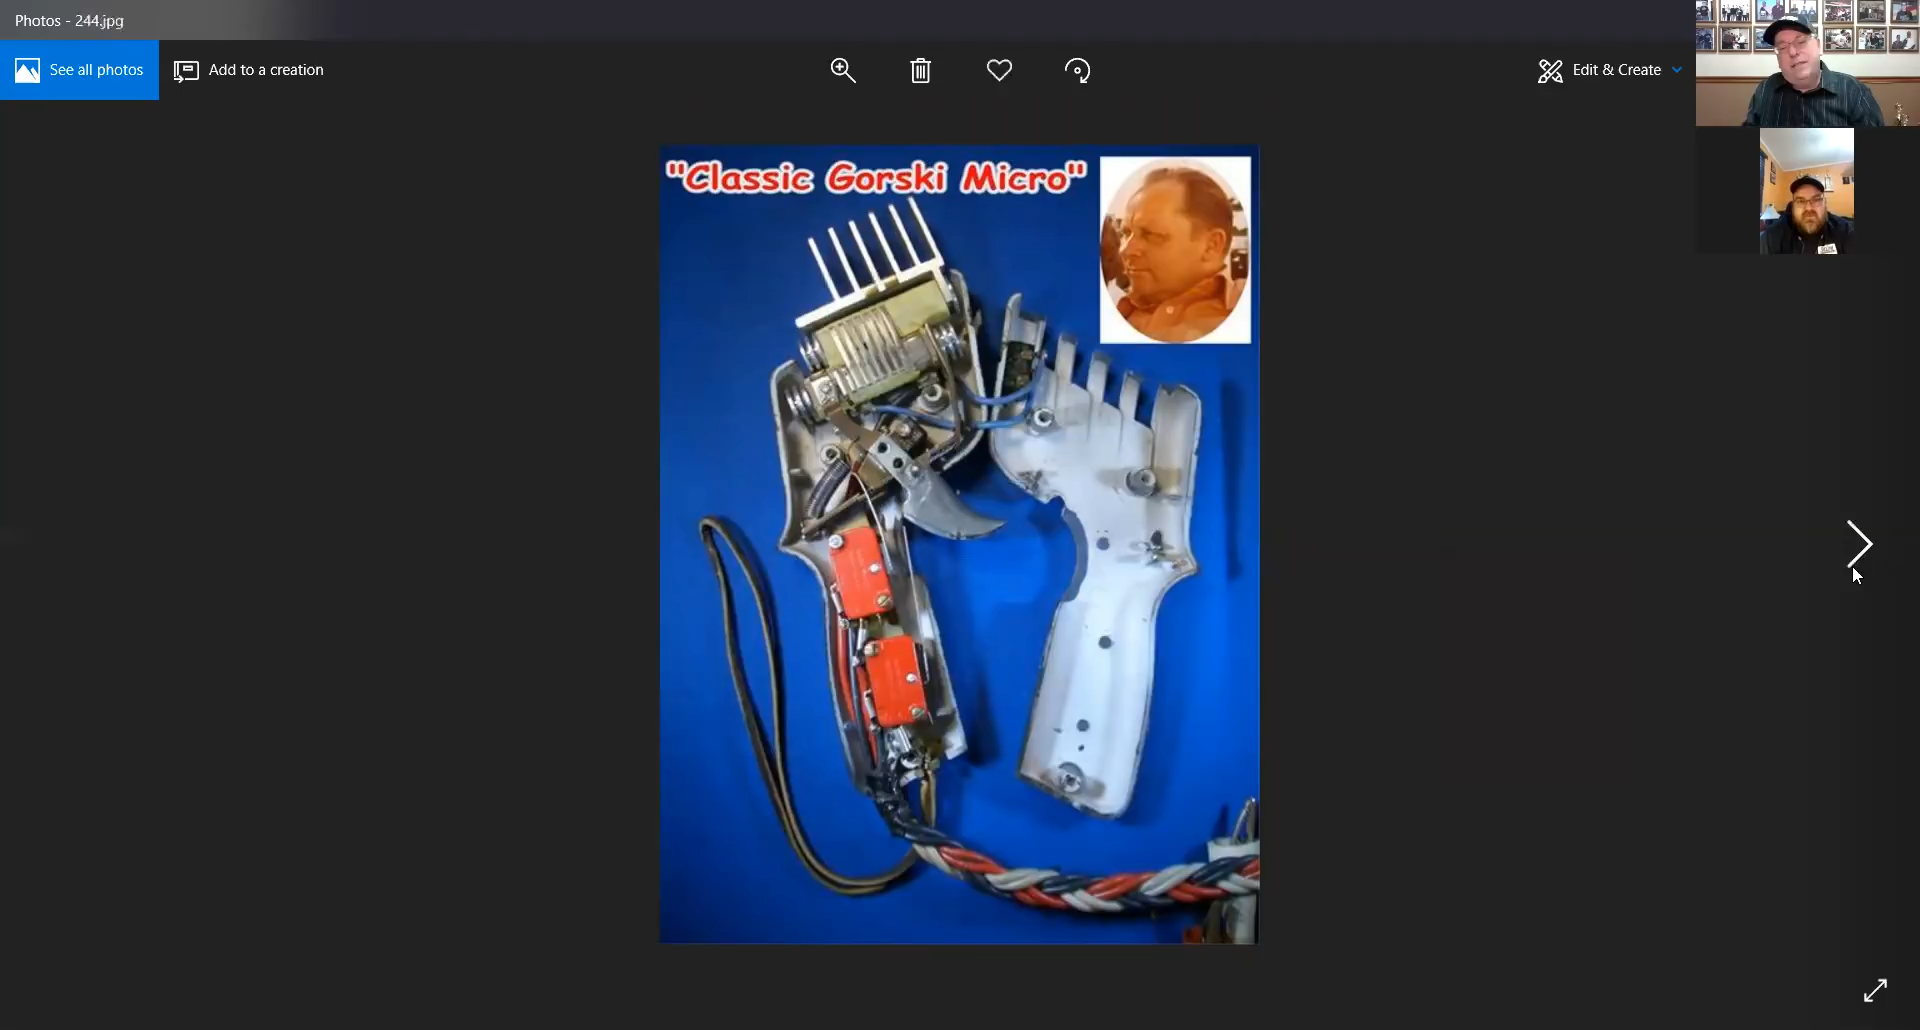 Photos - 244.jpg
See all photos
Add to a creation
Edit & Create
"Classic Gorski Micro"